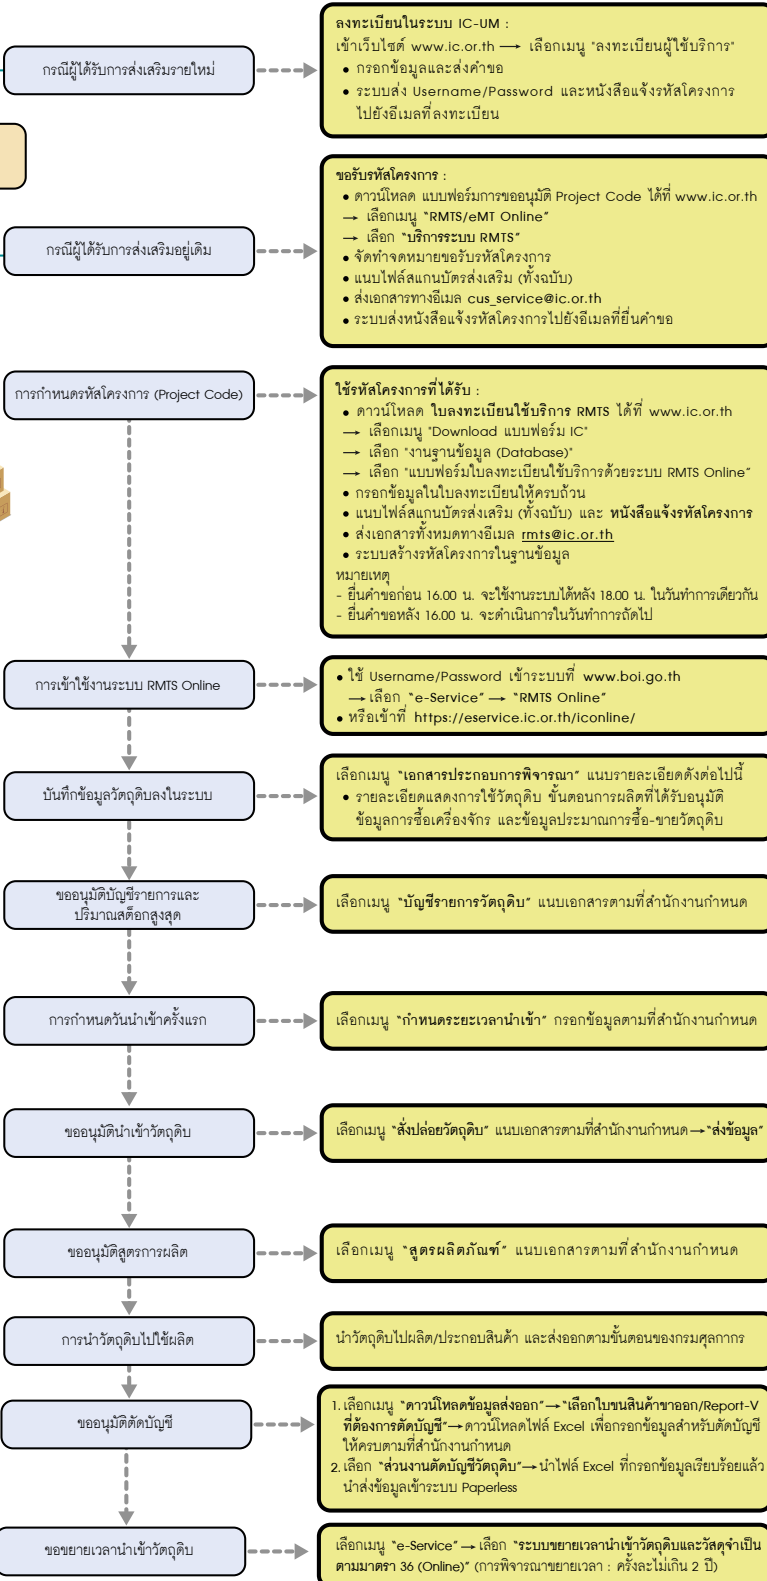 กรณีผู้ได้รับการส่งเสริมรายใหม่
ลงทะเบียนในระบบ IC-UM :
เข้าเว็บไซต์ www.ic.or.th → เลือกเมนู "ลงทะเบียนผู้ใช้บริการ"
• กรอกข้อมูลและส่งคำขอ
• ระบบส่ง Username/Password และหนังสือแจ้งรหัสโครงการ
ไปยังอีเมลที่ลงทะเบียน
กรณีผู้ได้รับการส่งเสริมอยู่เดิม
ขอรับรหัสโครงการ :
• ดาวน์โหลด แบบฟอร์มการขออนุมัติ Project Code ได้ที่ www.ic.or.th
→ เลือกเมนู "RMTS/eMT Online"
→ เลือก "บริการระบบ RMTS"
• จัดทำจดหมายขอรับรหัสโครงการ
• แนบไฟล์สแกนบัตรส่งเสริม (ทั้งฉบับ)
• ส่งเอกสารทางอีเมล cus_service@ic.or.th
• ระบบส่งหนังสือแจ้งรหัสโครงการไปยังอีเมลที่ยื่นคำขอ
การกำหนดรหัสโครงการ (Project Code)
ใช้รหัสโครงการที่ได้รับ :
• ดาวน์โหลด ใบลงทะเบียนใช้บริการ RMTS ได้ที่ www.ic.or.th
→ เลือกเมนู "Download แบบฟอร์ม IC"
→ เลือก "งานฐานข้อมูล (Database)"
→ เลือก "แบบฟอร์มใบลงทะเบียนใช้บริการด้วยระบบ RMTS Online"
• กรอกข้อมูลในใบลงทะเบียนให้ครบถ้วน
• แนบไฟล์สแกนบัตรส่งเสริม (ทั้งฉบับ) และ หนังสือแจ้งรหัสโครงการ
• ส่งเอกสารทั้งหมดทางอีเมล rmts@ic.or.th
• ระบบสร้างรหัสโครงการในฐานข้อมูล
หมายเหตุ
- ยื่นคำขอก่อน 16.00 น. จะใช้งานระบบได้หลัง 18.00 น. ในวันทำการเดียวกัน
- ยื่นคำขอหลัง 16.00 น. จะดำเนินการในวันทำการถัดไป
การเข้าใช้งานระบบ RMTS Online
• ใช้ Username/Password เข้าระบบที่ www.boi.go.th
→ เลือก "e-Service" → "RMTS Online"
• หรือเข้าที่ https://eservice.ic.or.th/iconline/
บันทึกข้อมูลวัตถุดิบลงในระบบ
เลือกเมนู "เอกสารประกอบการพิจารณา" แนบรายละเอียดดังต่อไปนี้
• รายละเอียดแสดงการใช้วัตถุดิบ ขั้นตอนการผลิตที่ได้รับอนุมัติ
ข้อมูลการซื้อเครื่องจักร และข้อมูลประมาณการซื้อ-ขายวัตถุดิบ
ขออนุมัติบัญชีรายการและ
ปริมาณสต็อกสูงสุด
เลือกเมนู "บัญชีรายการวัตถุดิบ" แนบเอกสารตามที่สำนักงานกำหนด
การกำหนดวันนำเข้าครั้งแรก
เลือกเมนู "กำหนดระยะเวลานำเข้า" กรอกข้อมูลตามที่สำนักงานกำหนด
ขออนุมัตินำเข้าวัตถุดิบ
เลือกเมนู "สั่งปล่อยวัตถุดิบ" แนบเอกสารตามที่สำนักงานกำหนด → "ส่งข้อมูล"
ขออนุมัติสูตรการผลิต
เลือกเมนู "สูตรผลิตภัณฑ์" แนบเอกสารตามที่สำนักงานกำหนด
การนำวัตถุดิบไปใช้ผลิต
นำวัตถุดิบไปผลิต/ประกอบสินค้า และส่งออกตามขั้นตอนของกรมศุลกากร
ขออนุมัติตัดบัญชี
1. เลือกเมนู "ดาวน์โหลดข้อมูลส่งออก" → "เลือกใบขนสินค้าขาออก/Report-V
ที่ต้องการตัดบัญชี" → ดาวน์โหลดไฟล์ Excel เพื่อกรอกข้อมูลสำหรับตัดบัญชี
ให้ครบตามที่สำนักงานกำหนด
2. เลือก "ส่วนงานตัดบัญชีวัตถุดิบ" → นำไฟล์ Excel ที่กรอกข้อมูลเรียบร้อยแล้ว
นำส่งข้อมูลเข้าระบบ Paperless
ขอขยายเวลานำเข้าวัตถุดิบ
เลือกเมนู "e-Service" → เลือก "ระบบขยายเวลานำเข้าวัตถุดิบและวัสดุจำเป็น
ตามมาตรา 36 (Online)" (การพิจารณาขยายเวลา : ครั้งละไม่เกิน 2 ปี)